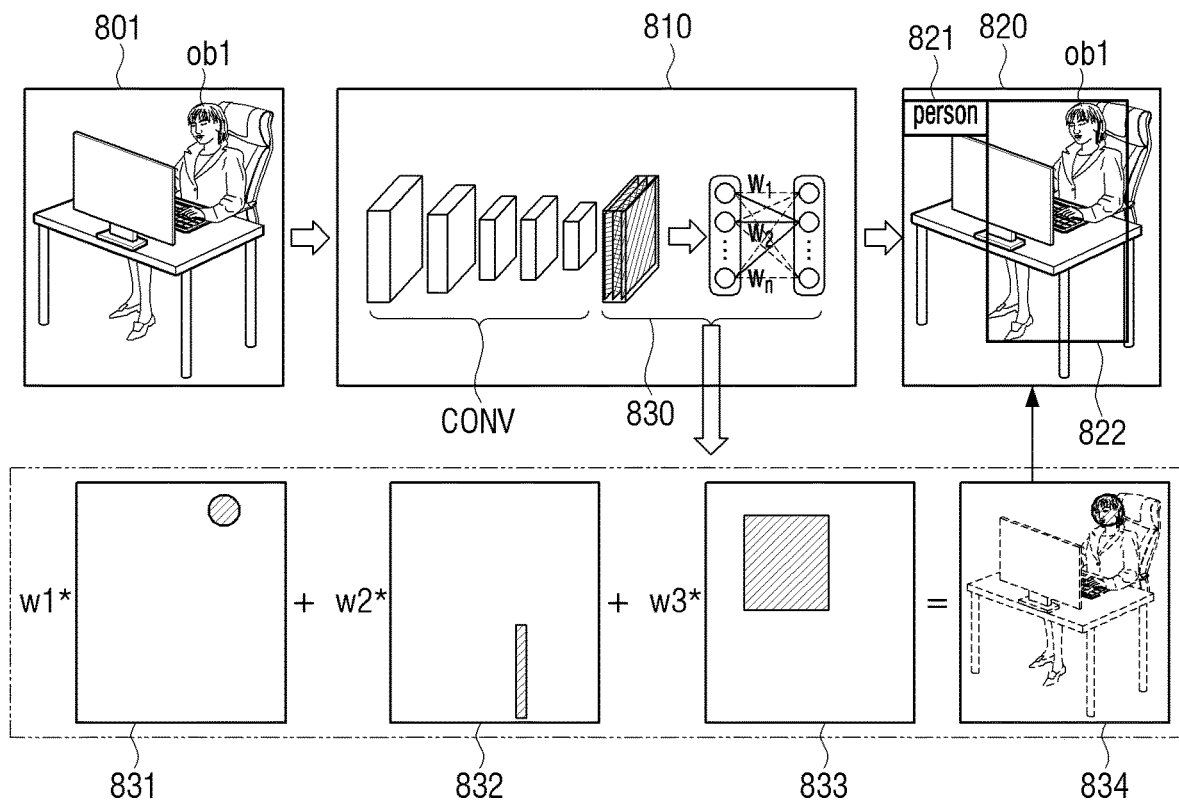 801
ob1
810
821
820
ob1
person
W1
W2
Wn
CONV
830
822
w1*
+
w2*
+
w3*
=
831
832
833
834